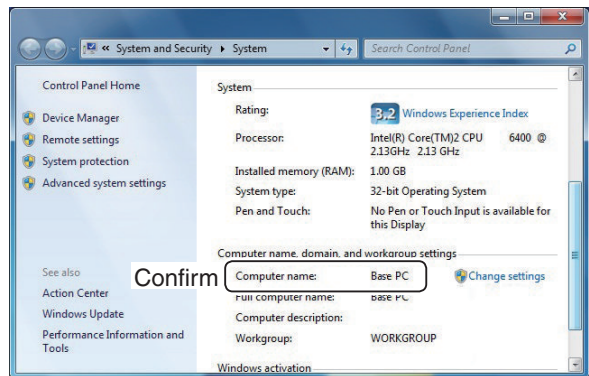 « System and Security ▸ System
Search Control Panel
Control Panel Home
Device Manager
Remote settings
System protection
Advanced system settings
See also
Action Center
Windows Update
Performance Information and
Tools
System
Rating: 3,2 Windows Experience Index
Processor: Intel(R) Core(TM)2 CPU 6400 @
2.13GHz 2.13 GHz
Installed memory (RAM): 1.00 GB
System type: 32-bit Operating System
Pen and Touch: No Pen or Touch Input is available for
this Display
Computer name, domain, and workgroup settings
Confirm
Computer name: Base PC Change settings
Full computer name: Base PC
Computer description:
Workgroup: WORKGROUP
Windows activation